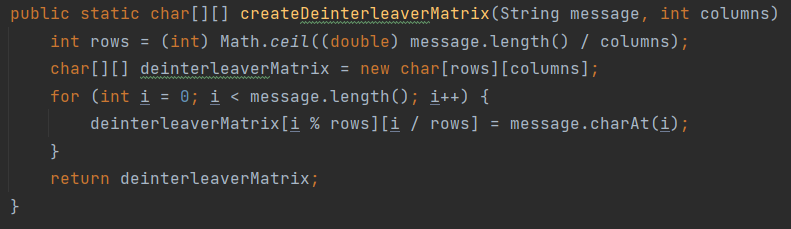 public static char[][] createDeinterleaverMatrix(String message, int columns)
    int rows = (int) Math.ceil((double) message.length() / columns);
    char[][] deinterleaverMatrix = new char[rows][columns];
    for (int i = 0; i < message.length(); i++) {
        deinterleaverMatrix[i % rows][i / rows] = message.charAt(i);
    }
    return deinterleaverMatrix;
}